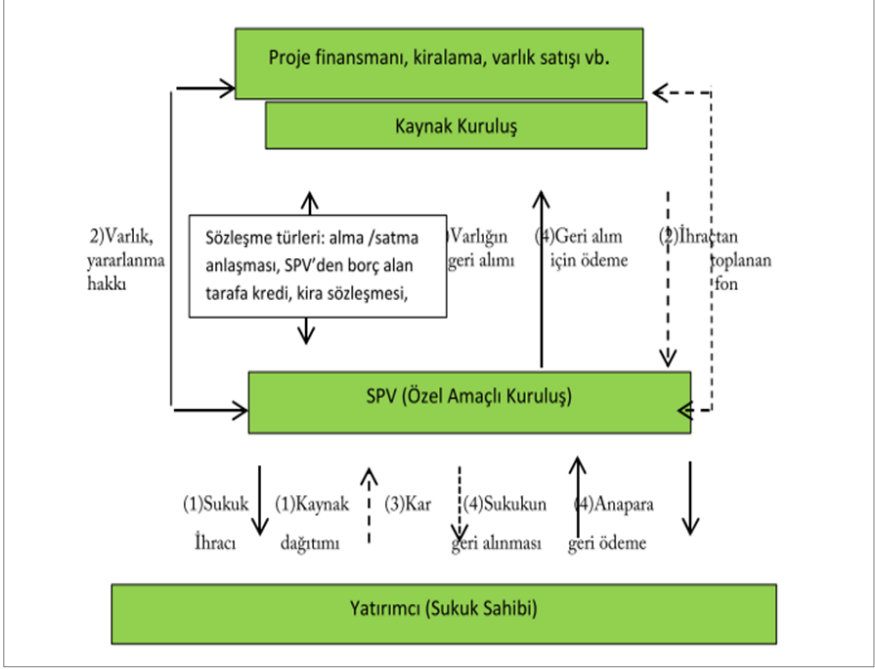 Proje finansmanı, kiralama, varlık satışı vb.
Kaynak Kuruluş
2)Varlık,
yararlanma
hakkı
Sözleşme türleri: alma /satma
anlaşması, SPV'den borç alan
tarafa kredi, kira sözleşmesi,
)Varlığın
geri alımı
(4)Geri alım
için ödeme
(2)İhraçtan
toplanan
fon
SPV (Özel Amaçlı Kuruluş)
(1)Sukuk
İhracı
(1)Kaynak
dağıtımı
(3)Kar
(4)Sukukun
geri alınması
(4)Anapara
geri ödeme
Yatırımcı (Sukuk Sahibi)